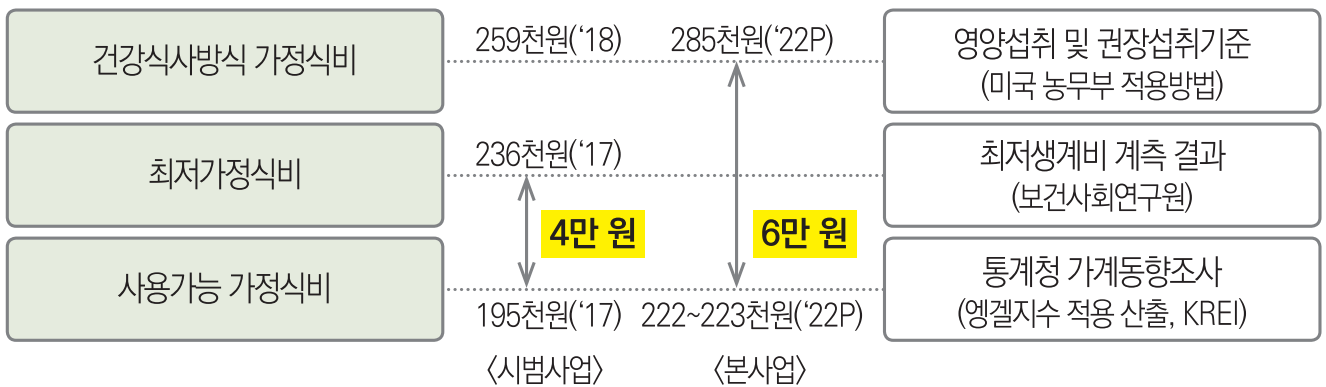 건강식사방식 가정식비
259천원(‘18)
285천원(‘22P)
영양섭취 및 권장섭취기준
(미국 농무부 적용방법)
최저가정식비
236천원(‘17)
최저생계비 계측 결과
(보건사회연구원)
4만 원
6만 원
사용가능 가정식비
195천원(‘17)
222~223천원(‘22P)
통계청 가계동향조사
(엥겔지수 적용 산출, KREI)
〈시범사업〉
〈본사업〉